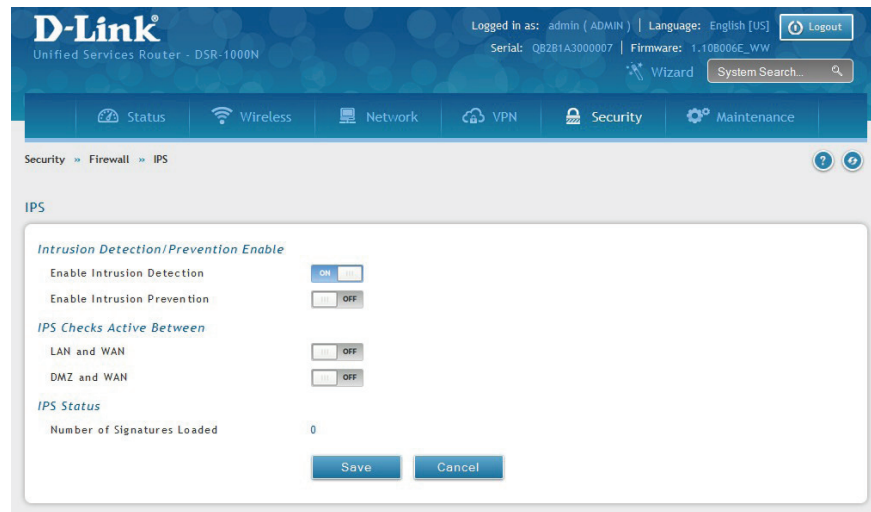 D-Link®
Unified Services Router - DSR-1000N
Logged in as: admin ( ADMIN ) | Language: English [US] Logout
Serial: QB2B1A3000007 | Firmware: 1.10B006E_WW
Wizard System Search...
Status Wireless Network VPN Security Maintenance
Security » Firewall » IPS ?
IPS
Intrusion Detection/Prevention Enable
Enable Intrusion Detection ON
Enable Intrusion Prevention OFF
IPS Checks Active Between
LAN and WAN OFF
DMZ and WAN OFF
IPS Status
Number of Signatures Loaded 0
Save Cancel